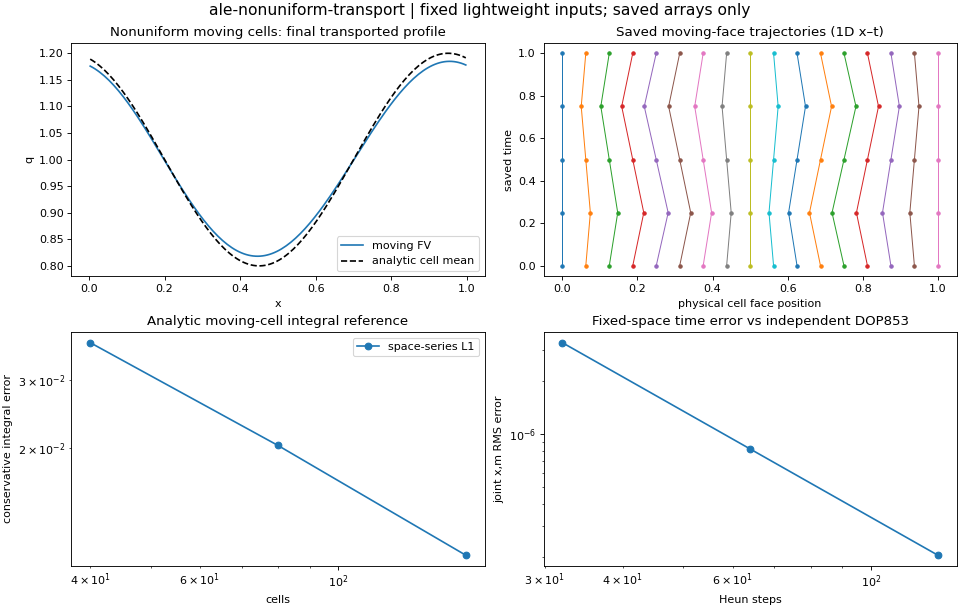 ale-nonuniform-transport | fixed lightweight inputs; saved arrays only
Nonuniform moving cells: final transported profile
1.20
1.15
1.10
1.05
1.00
0.95
0.90
0.85
0.80
q
moving FV
analytic cell mean
0.0 0.2 0.4 0.6 0.8 1.0
x
Saved moving-face trajectories (1D x–t)
1.0
0.8
0.6
0.4
0.2
0.0
saved time
0.0 0.2 0.4 0.6 0.8 1.0
physical cell face position
Analytic moving-cell integral reference
space-series L1
3 × 10⁻²
2 × 10⁻²
conservative integral error
4 × 10¹ 6 × 10¹ 10²
cells
Fixed-space time error vs independent DOP853
10⁻⁶
joint x,m RMS error
3 × 10¹ 4 × 10¹ 6 × 10¹ 10²
Heun steps